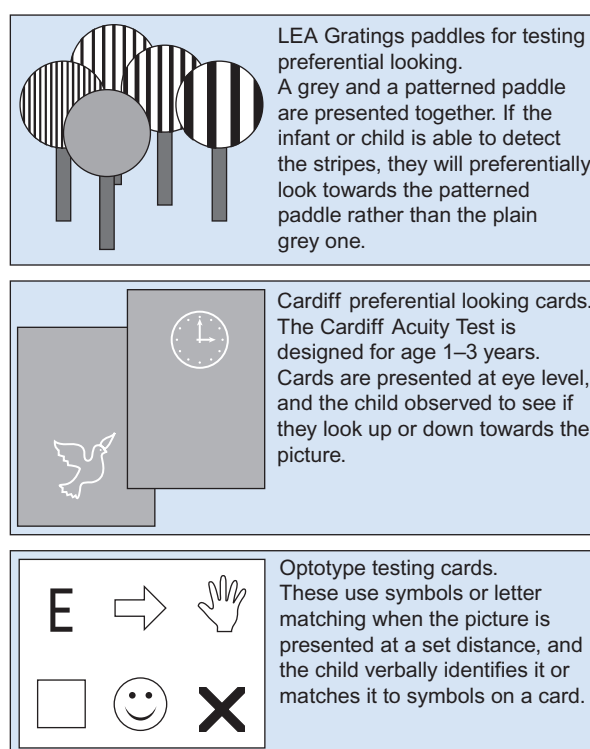 LEA Gratings paddles for testing
preferential looking.
A grey and a patterned paddle
are presented together. If the
infant or child is able to detect
the stripes, they will preferentially
look towards the patterned
paddle rather than the plain
grey one.
Cardiff preferential looking cards.
The Cardiff Acuity Test is
designed for age 1–3 years.
Cards are presented at eye level,
and the child observed to see if
they look up or down towards the
picture.
E
Optotype testing cards.
These use symbols or letter
matching when the picture is
presented at a set distance, and
the child verbally identifies it or
matches it to symbols on a card.